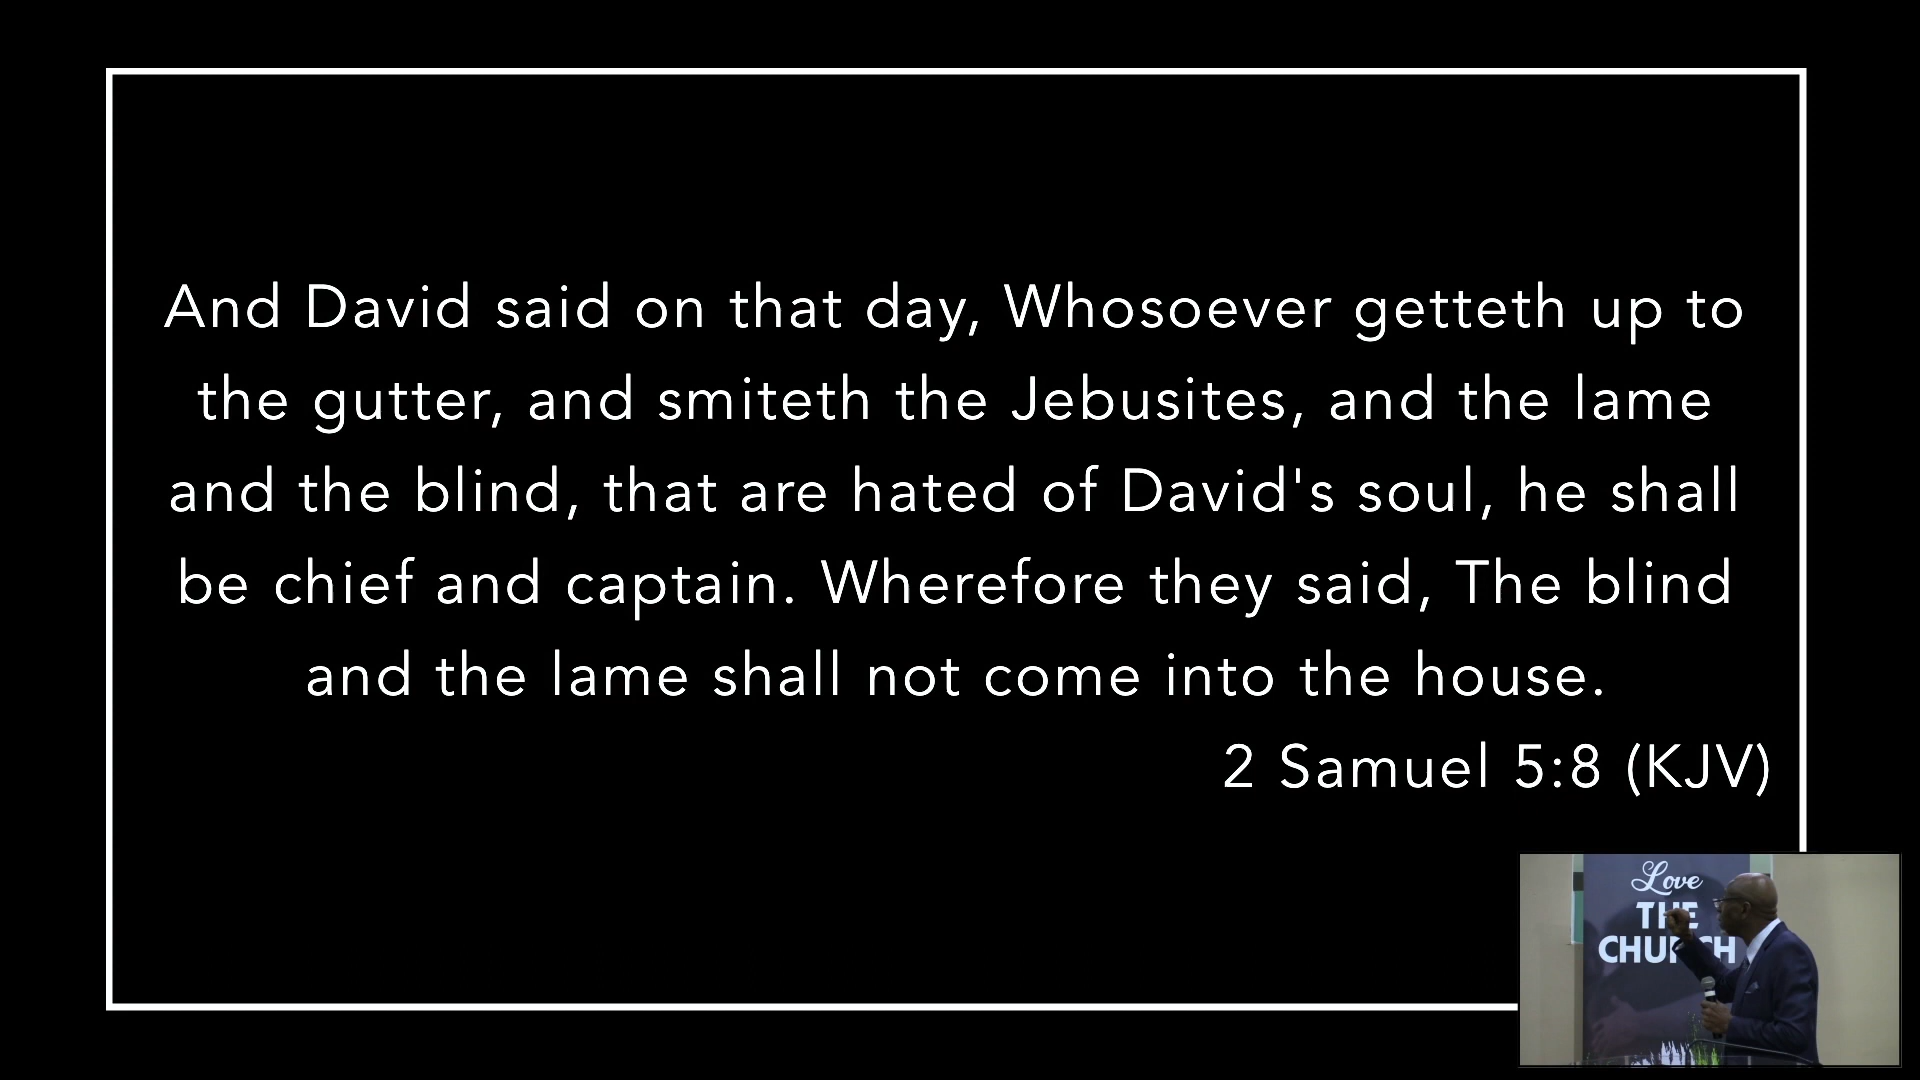 And David said on that day, Whosoever getteth up to
the gutter, and smiteth the Jebusites, and the lame
and the blind, that are hated of David's soul, he shall
be chief and captain. Wherefore they said, The blind
and the lame shall not come into the house.
2 Samuel 5:8 (KJV)
Love
THE
CHURCH